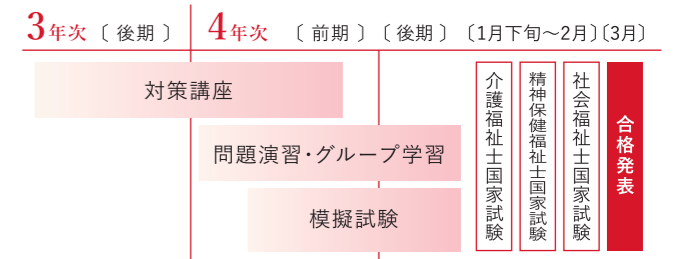 3年次〔後期〕 4年次 〔前期〕〔後期〕〔1月下旬〜2月〕〔3月〕
対策講座
問題演習・グループ学習
模擬試験
介護福祉士国家試験
精神保健福祉士国家試験
社会福祉士国家試験
合格発表